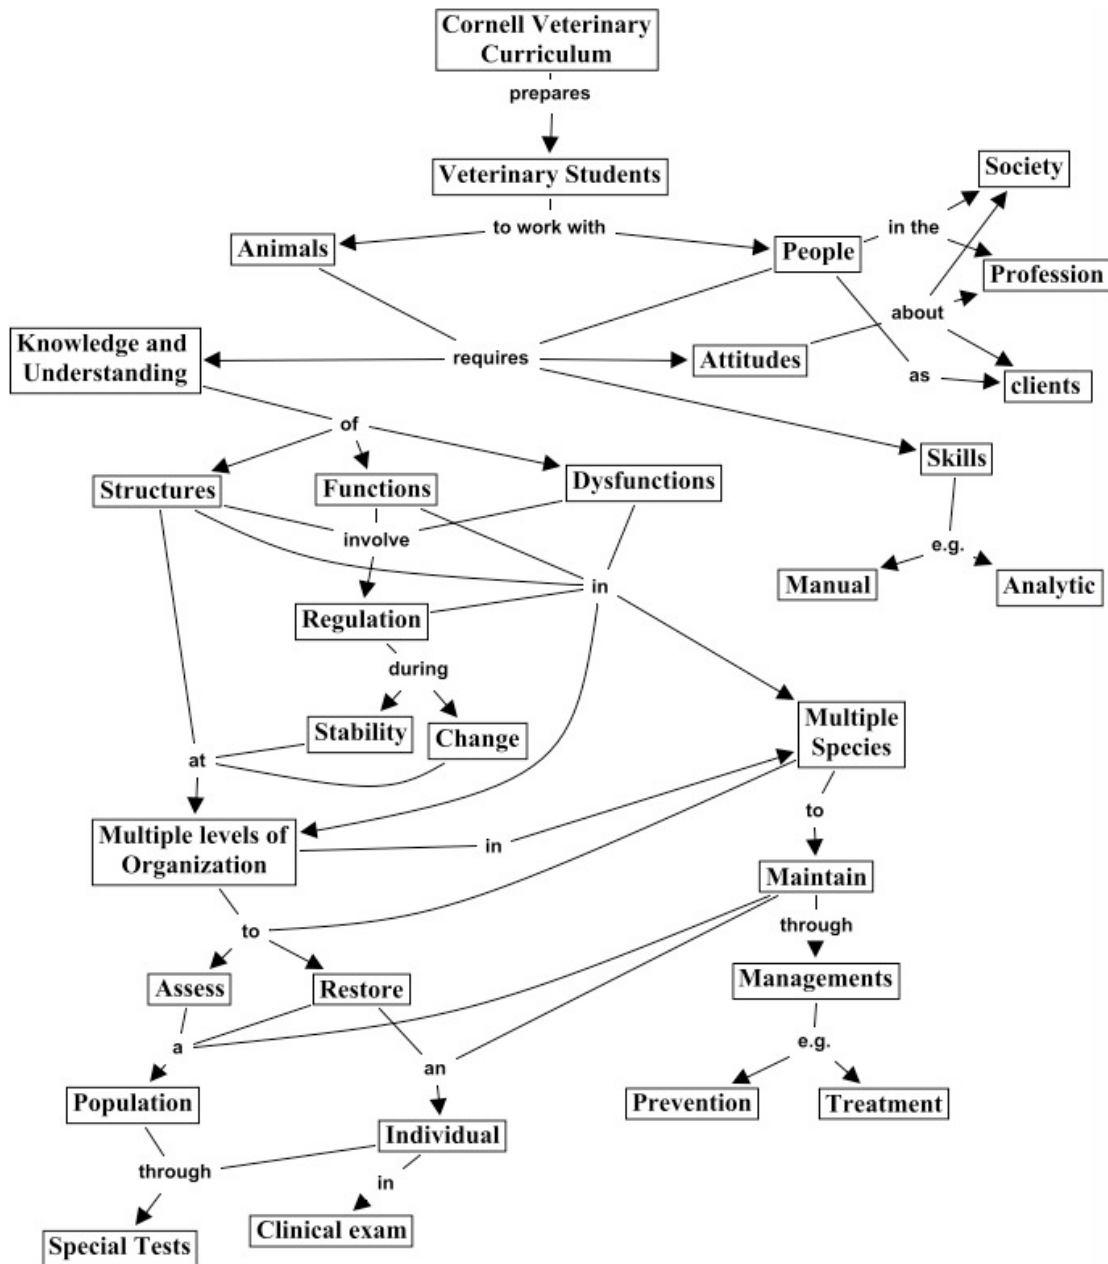 Cornell Veterinary
Curriculum
prepares
Veterinary Students
Society
to work with
in the
Animals
People
Profession
about
Knowledge and
Understanding
requires
Attitudes
as
clients
of
Skills
Structures
Functions
Dysfunctions
involve
e.g.
in
Manual
Analytic
Regulation
during
Stability
Change
Multiple
Species
at
to
Multiple levels of
Organization
in
Maintain
through
to
Assess
Restore
Managements
a
e.g.
an
Population
Prevention
Treatment
Individual
through
in
Special Tests
Clinical exam